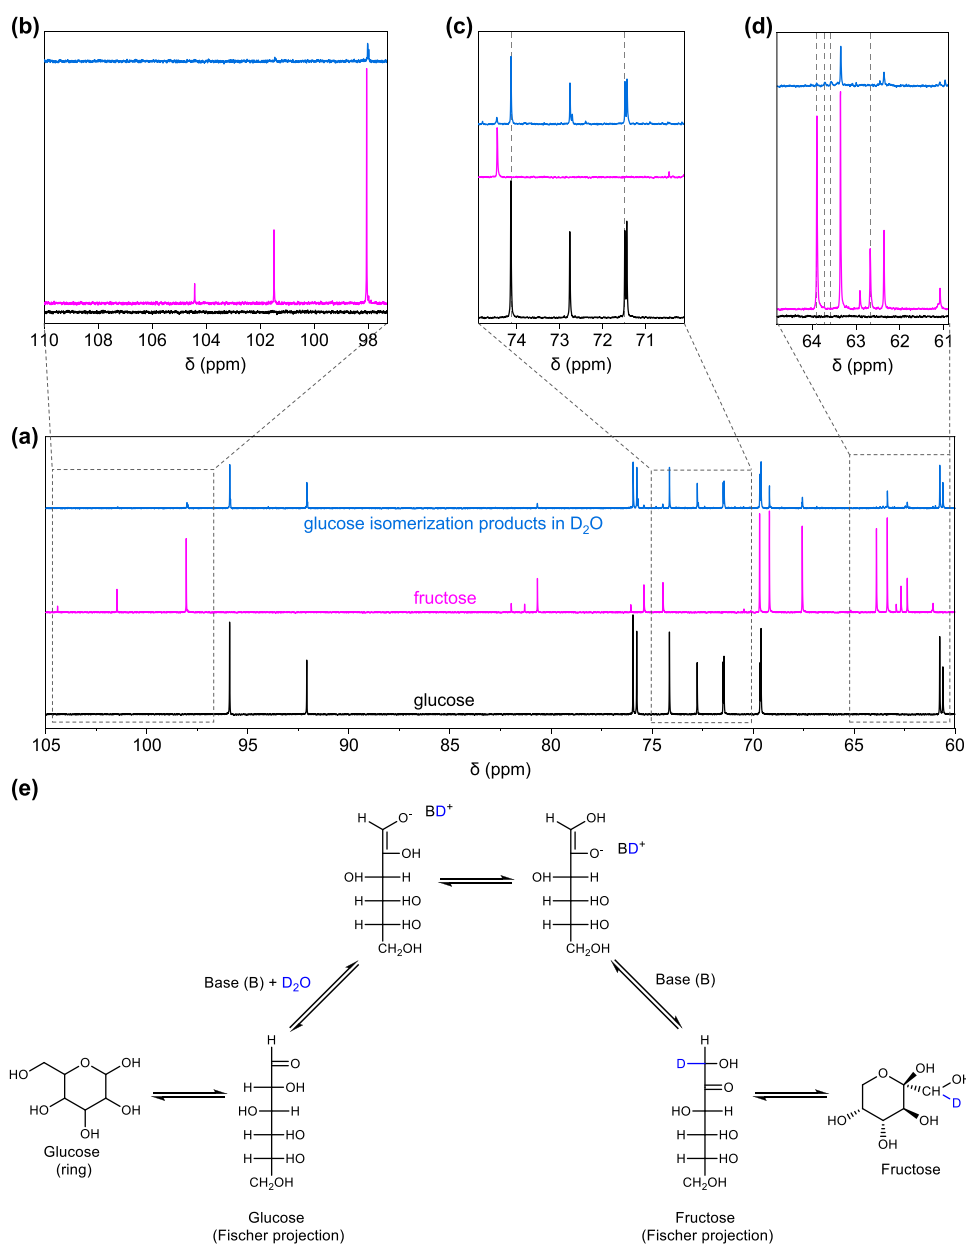 (b)
(c)
(d)
110 108 106 104 102 100 98
δ (ppm)
74 73 72 71
δ (ppm)
64 63 62 61
δ (ppm)
(a)
glucose isomerization products in D₂O
fructose
glucose
105 100 95 90 85 80 75 70 65 60
δ (ppm)
(e)
H O⁻ BD⁺
OH
OH H
H HO
H HO
CH₂OH
H OH
O⁻ BD⁺
OH H
H HO
H HO
CH₂OH
Base (B) + D₂O
Base (B)
HO O OH
HO OH
OH
Glucose
(ring)
H
O
H OH
HO H
H HO
H HO
CH₂OH
Glucose
(Fischer projection)
H
D OH
O
HO H
H HO
H HO
CH₂OH
Fructose
(Fischer projection)
O OH OH
CH D
HO OH
OH
Fructose